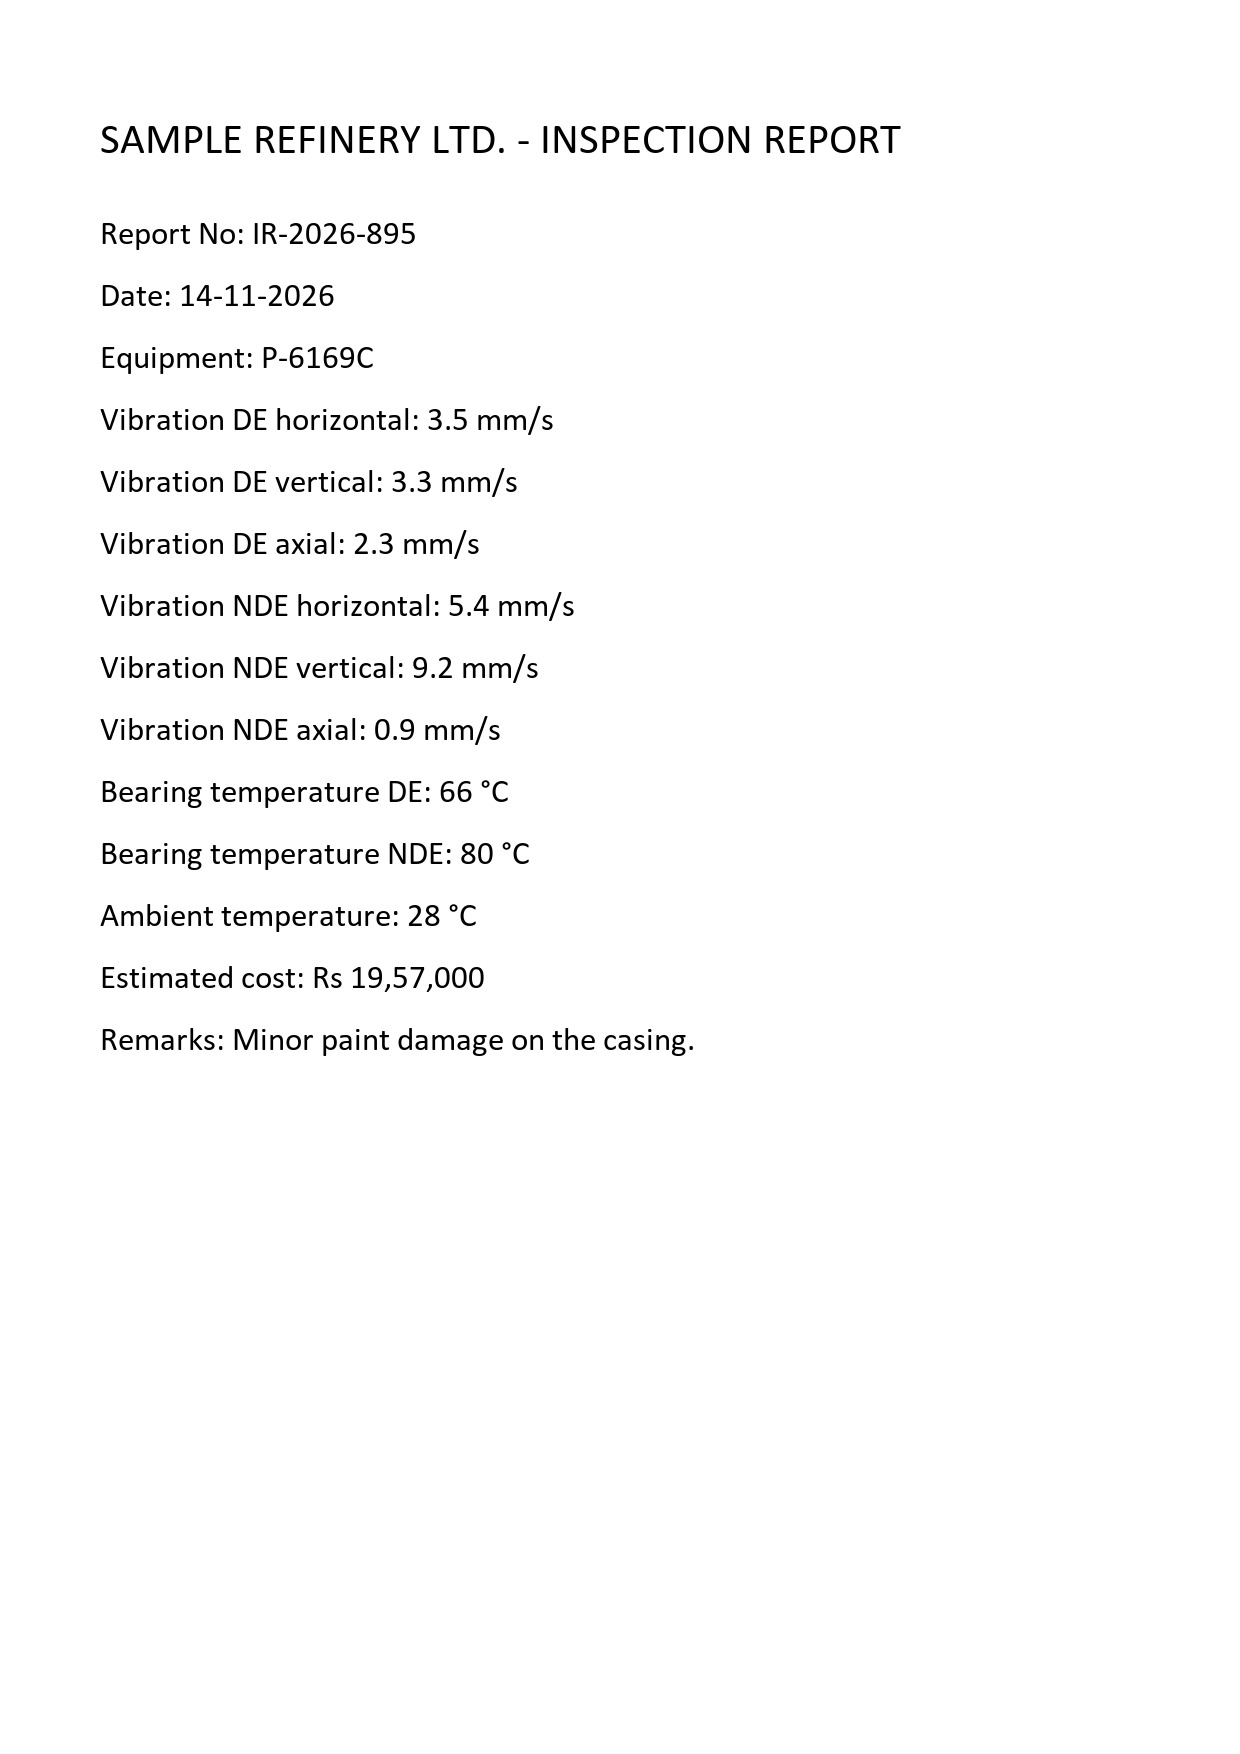 SAMPLE REFINERY LTD. - INSPECTION REPORT
Report No: IR-2026-895
Date: 14-11-2026
Equipment: P-6169C
Vibration DE horizontal: 3.5 mm/s
Vibration DE vertical: 3.3 mm/s
Vibration DE axial: 2.3 mm/s
Vibration NDE horizontal: 5.4 mm/s
Vibration NDE vertical: 9.2 mm/s
Vibration NDE axial: 0.9 mm/s
Bearing temperature DE: 66 °C
Bearing temperature NDE: 80 °C
Ambient temperature: 28 °C
Estimated cost: Rs 19,57,000
Remarks: Minor paint damage on the casing.